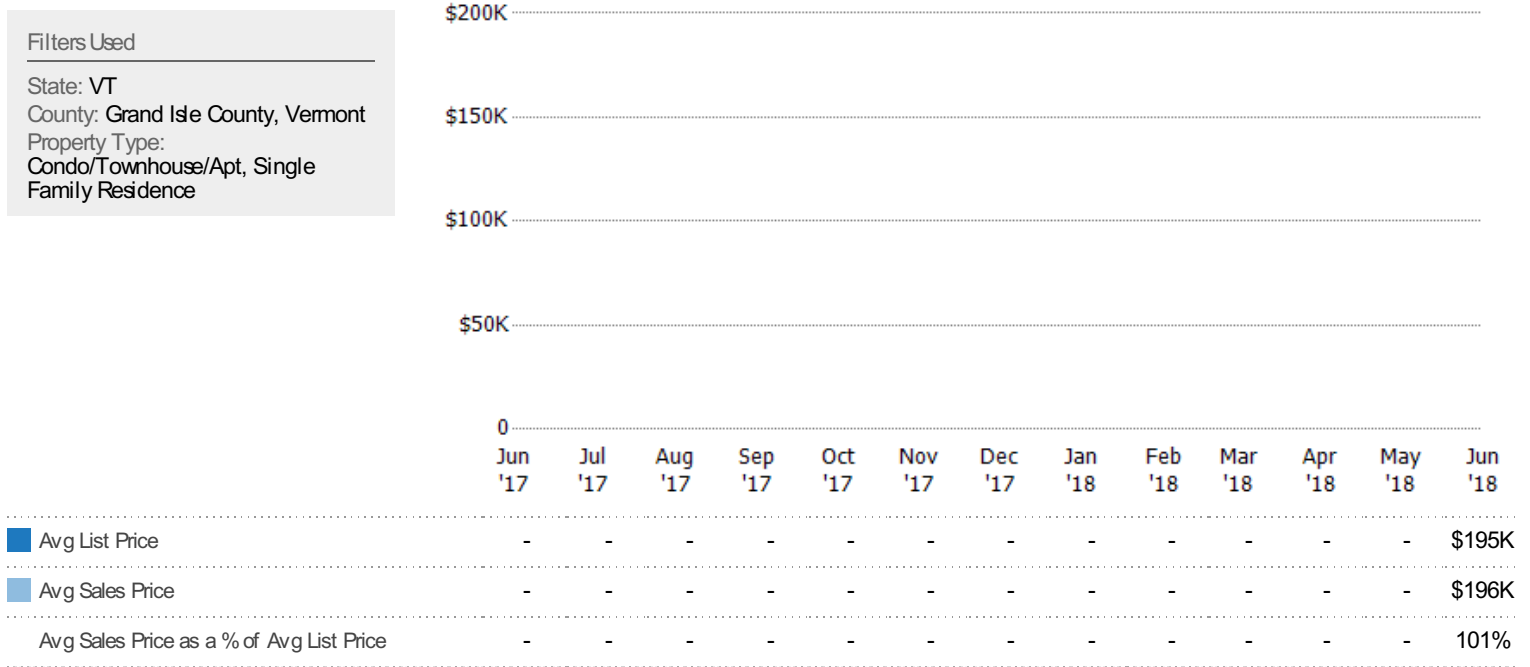 Filters Used
State: VT
County: Grand Isle County, Vermont
Property Type:
Condo/Townhouse/Apt, Single
Family Residence
$200K
$150K
$100K
$50K
0
Jun Jul Aug Sep Oct Nov Dec Jan Feb Mar Apr May Jun
'17 '17 '17 '17 '17 '17 '17 '18 '18 '18 '18 '18 '18
Avg List Price - - - - - - - - - - - - $195K
Avg Sales Price - - - - - - - - - - - - $196K
Avg Sales Price as a % of Avg List Price - - - - - - - - - - - - 101%